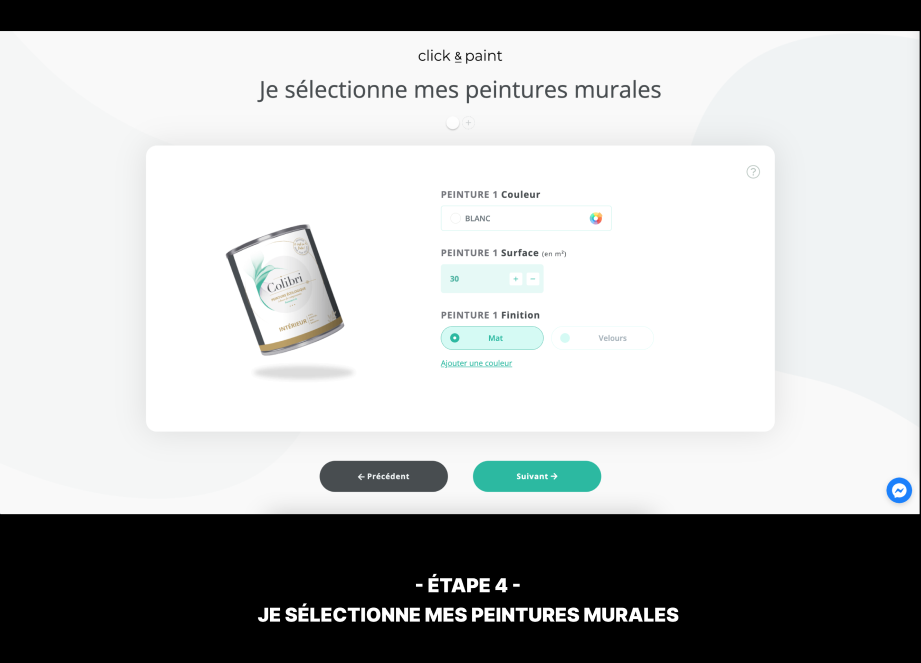 click & paint
Je sélectionne mes peintures murales
+
?
PEINTURE 1 Couleur
BLANC
PEINTURE 1 Surface (en m²)
30 + −
Colibri
INTÉRIEUR
PEINTURE 1 Finition
Mat Velours
Ajouter une couleur
← Précédent Suivant →
- ÉTAPE 4 -
JE SÉLECTIONNE MES PEINTURES MURALES